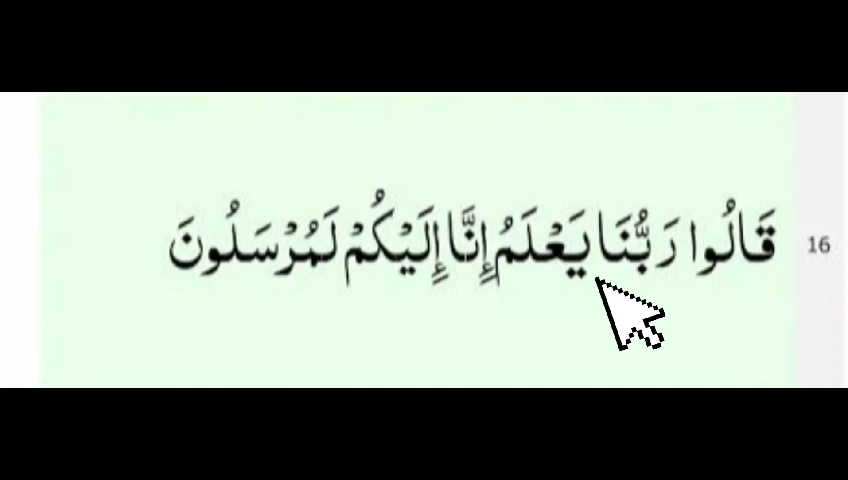 16 قَالُوا رَبُّنَا يَعْلَمُ إِنَّا إِلَيْكُمْ لَمُرْسَلُونَ